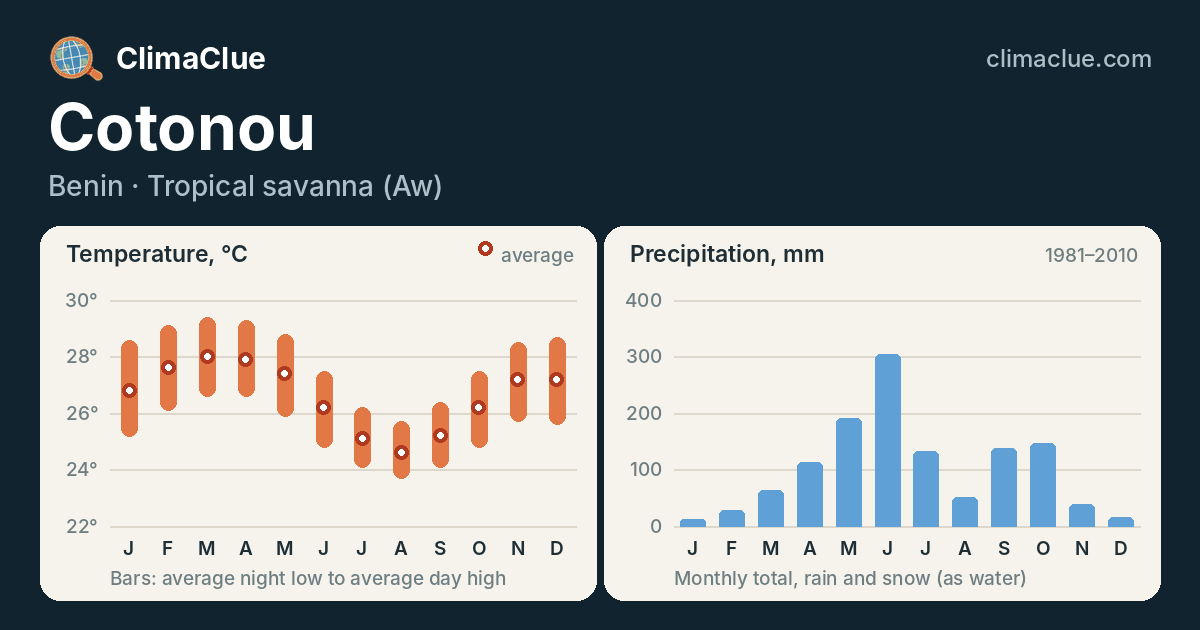 ClimaClue
climaclue.com
Cotonou
Benin · Tropical savanna (Aw)
Temperature, °C
average
30°
28°
26°
24°
22°
J F M A M J J A S O N D
Bars: average night low to average day high
Precipitation, mm
1981–2010
400
300
200
100
0
J F M A M J J A S O N D
Monthly total, rain and snow (as water)